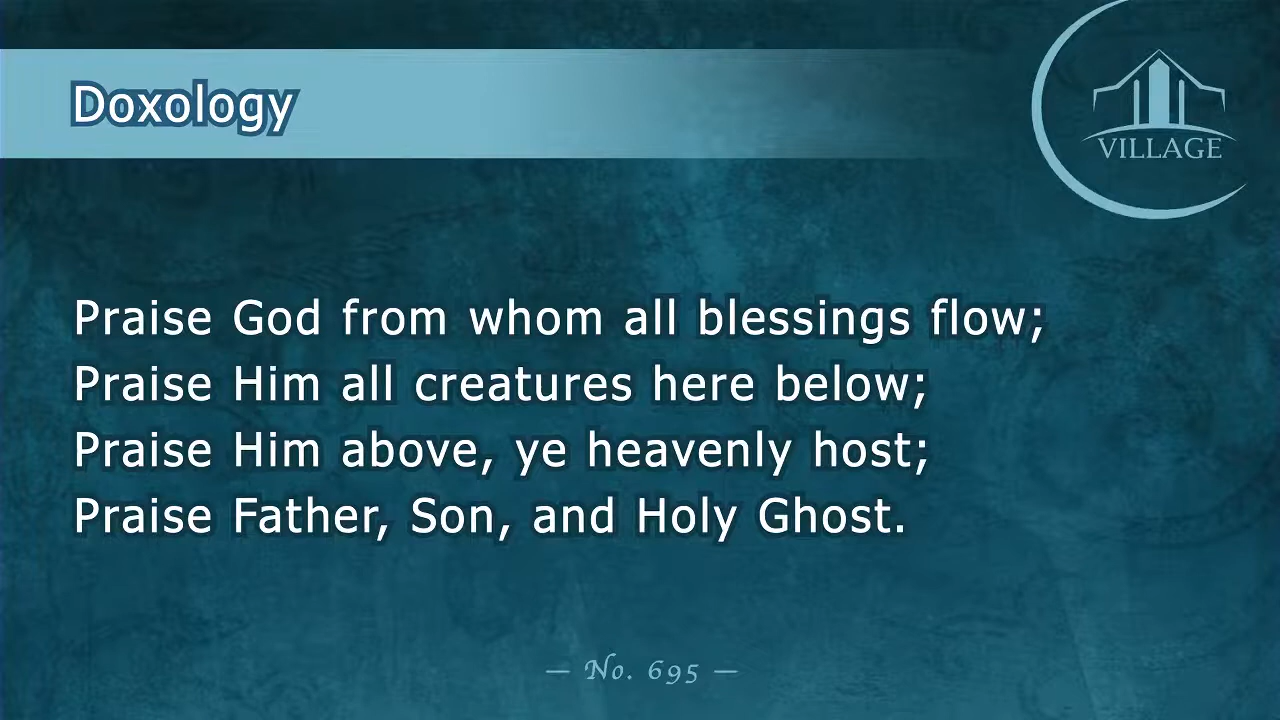 Doxology
VILLAGE
Praise God from whom all blessings flow;
Praise Him all creatures here below;
Praise Him above, ye heavenly host;
Praise Father, Son, and Holy Ghost.
— No. 695 —